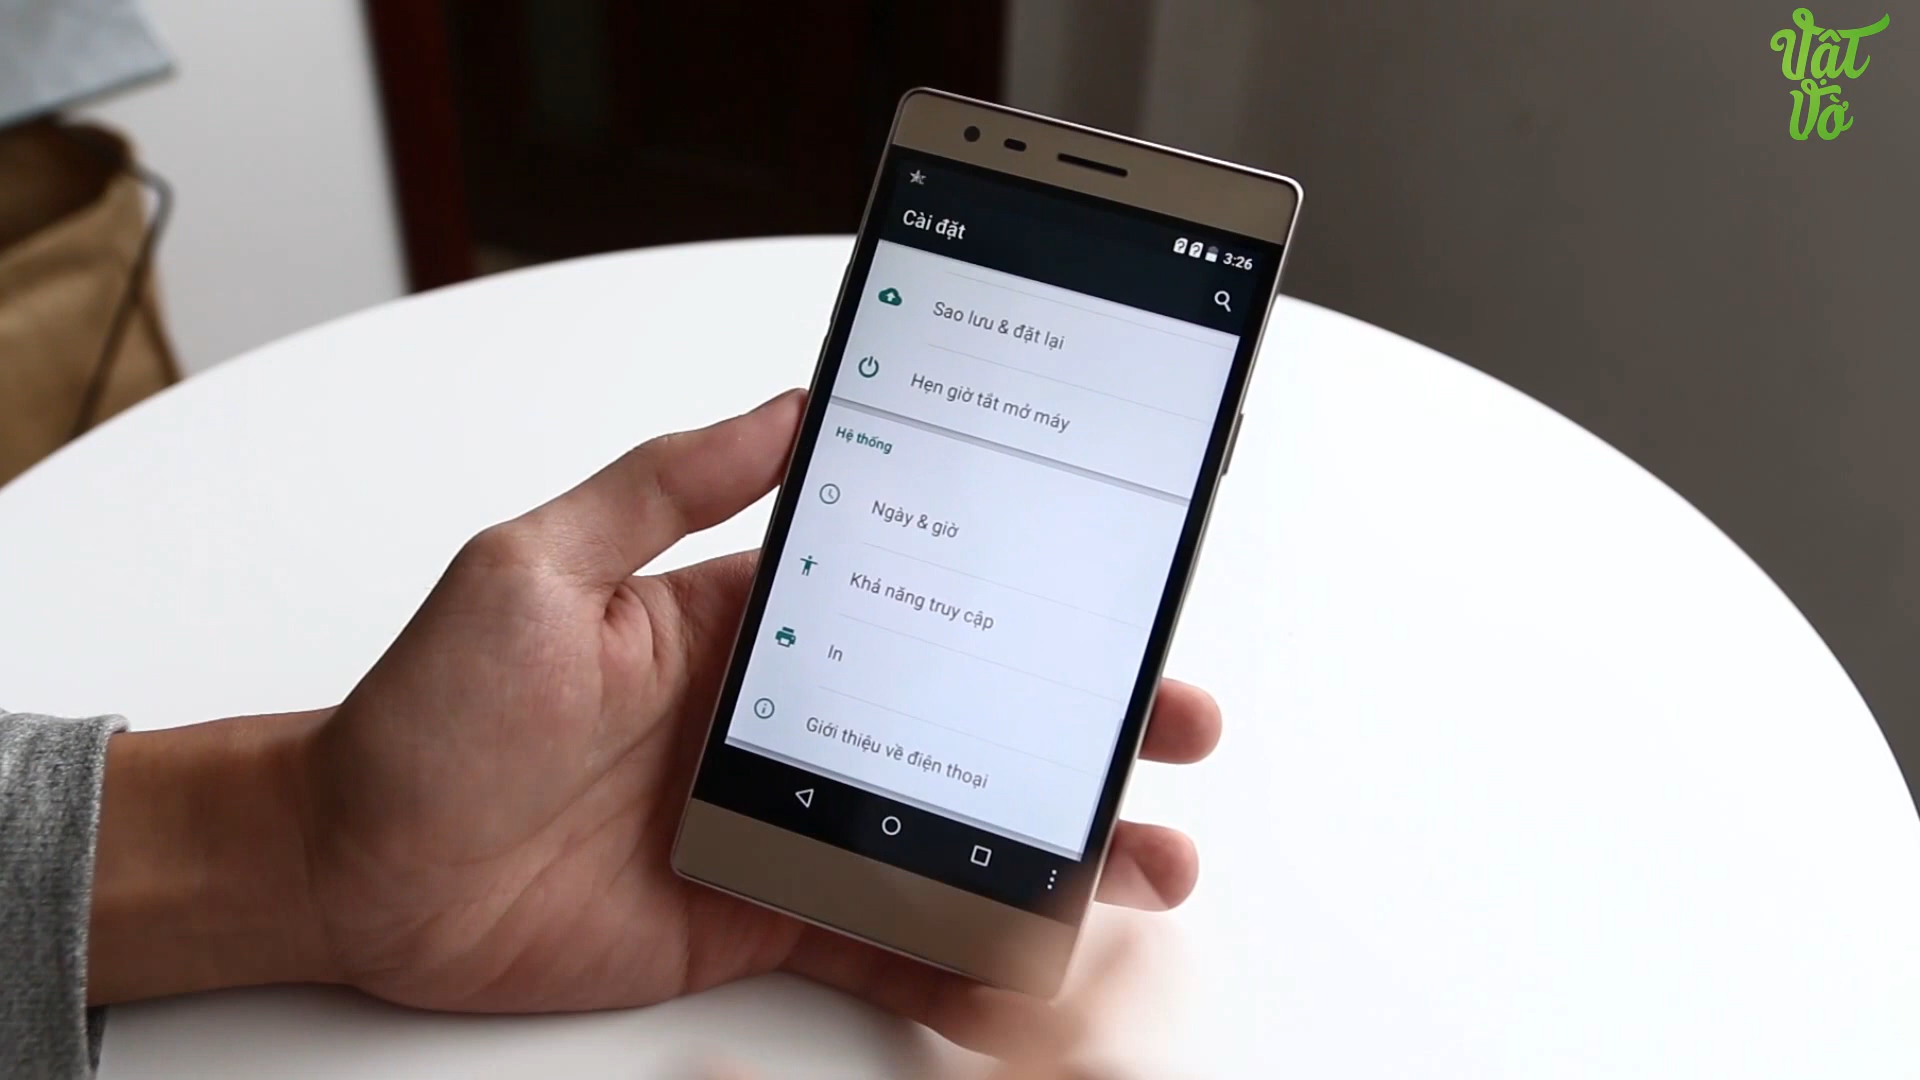 Vật
Vờ
3:26
Cài đặt
Sao lưu & đặt lại
Hẹn giờ tắt mở máy
Hệ thống
Ngày & giờ
Khả năng truy cập
In
Giới thiệu về điện thoại